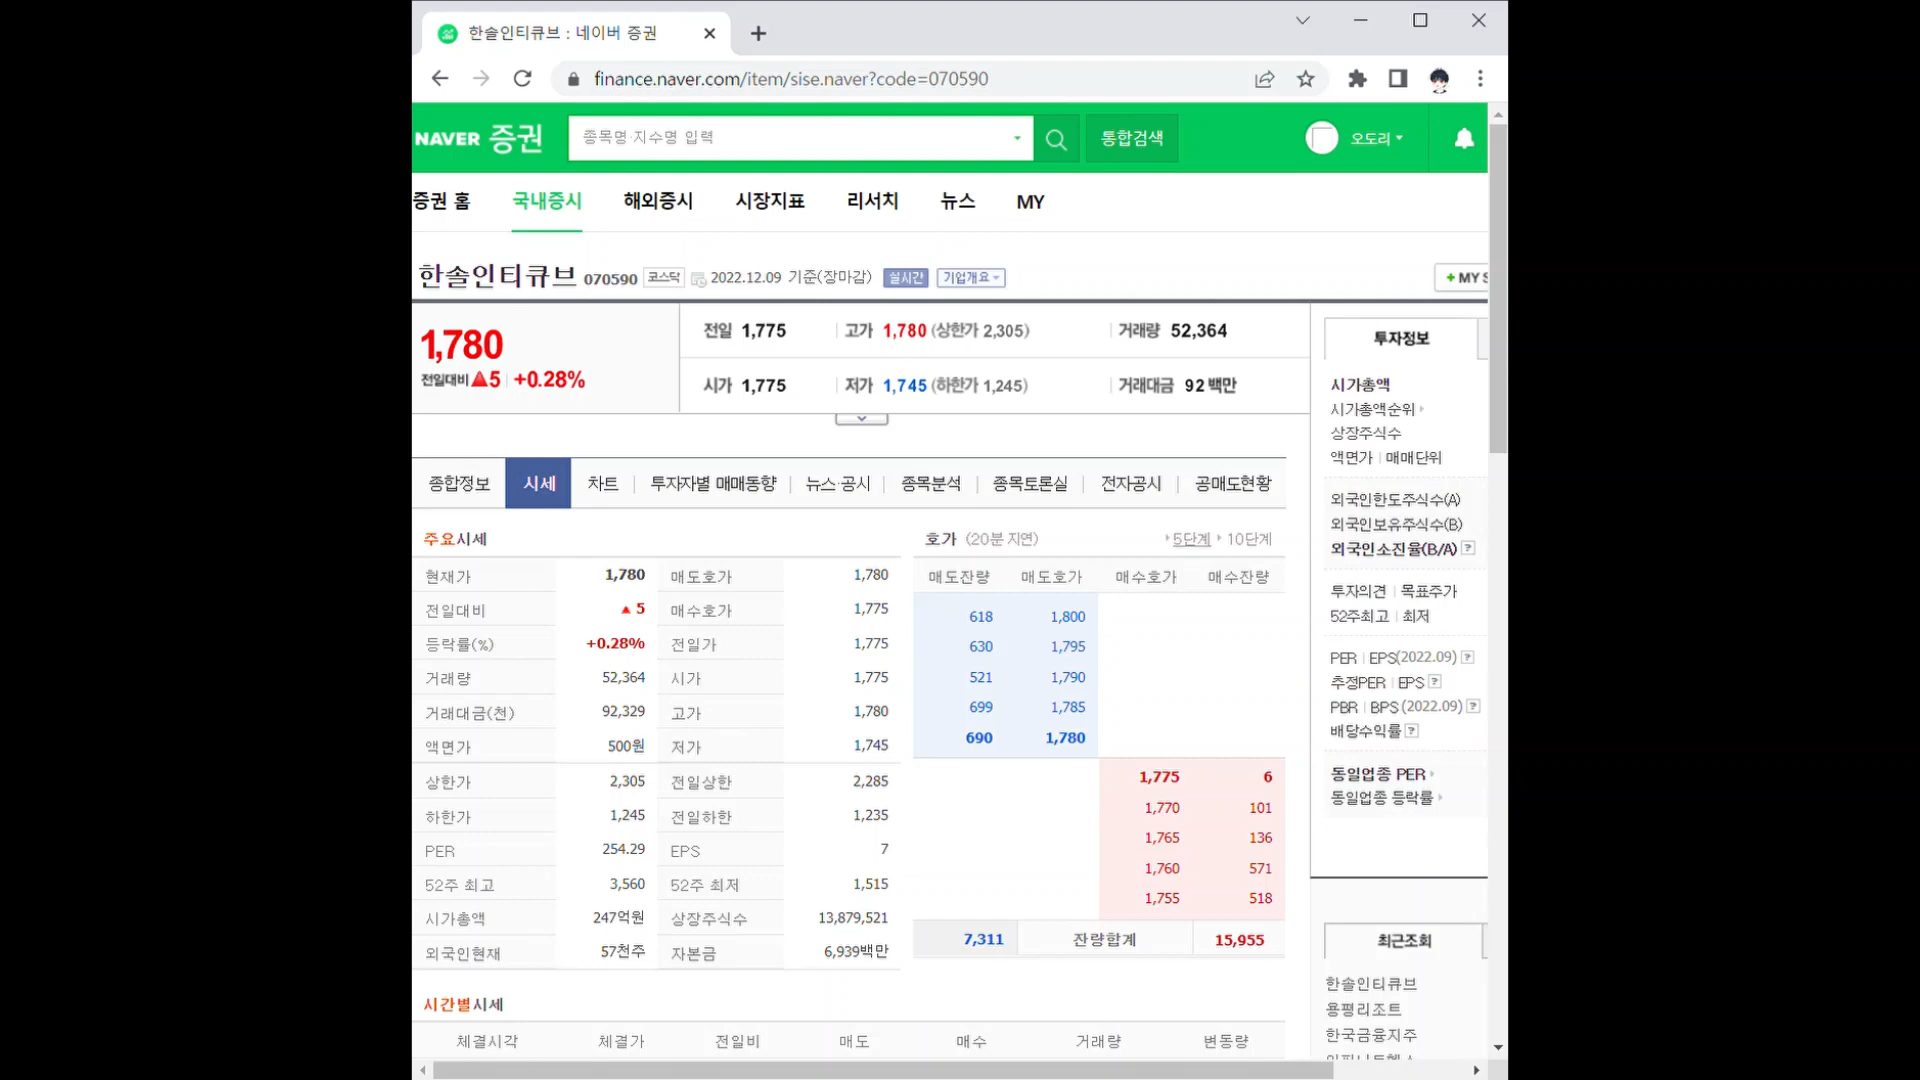 한솔인티큐브 : 네이버 증권
finance.naver.com/item/sise.naver?code=070590
NAVER 증권 종목명·지수명 입력 통합검색 오도리
증권 홈 국내증시 해외증시 시장지표 리서치 뉴스 MY
한솔인티큐브 070590 코스닥 2022.12.09 기준(장마감) 실시간 기업개요 + MY
1,780
전일대비 ▲5 +0.28%
전일 1,775 고가 1,780 (상한가 2,305) 거래량 52,364
시가 1,775 저가 1,745 (하한가 1,245) 거래대금 92 백만
종합정보 시세 차트 투자자별 매매동향 뉴스·공시 종목분석 종목토론실 전자공시 공매도현황
주요시세
현재가 1,780 매도호가 1,780
전일대비 ▲ 5 매수호가 1,775
등락률(%) +0.28% 전일가 1,775
거래량 52,364 시가 1,775
거래대금(천) 92,329 고가 1,780
액면가 500원 저가 1,745
상한가 2,305 전일상한 2,285
하한가 1,245 전일하한 1,235
PER 254.29 EPS 7
52주 최고 3,560 52주 최저 1,515
시가총액 247억원 상장주식수 13,879,521
외국인현재 57천주 자본금 6,939백만
호가 (20분 지연) 5단계 10단계
매도잔량 매도호가 매수호가 매수잔량
618 1,800
630 1,795
521 1,790
699 1,785
690 1,780
1,775 6
1,770 101
1,765 136
1,760 571
1,755 518
7,311 잔량합계 15,955
시간별시세
체결시각 체결가 전일비 매도 매수 거래량 변동량
투자정보
시가총액
시가총액순위
상장주식수
액면가 | 매매단위
외국인한도주식수(A)
외국인보유주식수(B)
외국인소진율(B/A) ?
투자의견 | 목표주가
52주최고 | 최저
PER | EPS(2022.09) ?
추정PER | EPS ?
PBR | BPS (2022.09) ?
배당수익률 ?
동일업종 PER
동일업종 등락률
최근조회
한솔인티큐브
용평리조트
한국금융지주